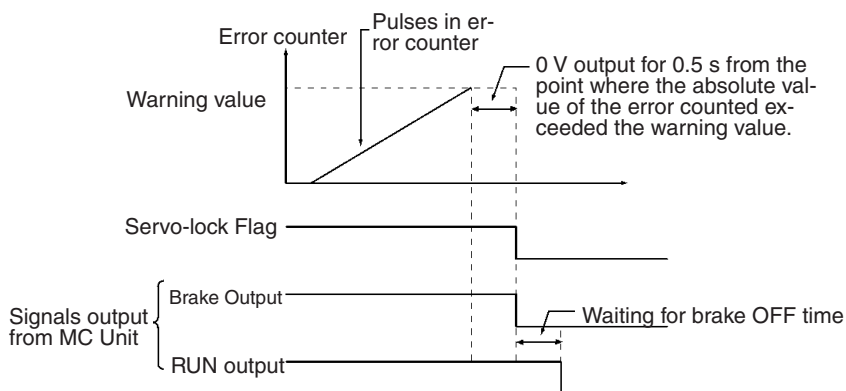 Error counter
Pulses in er-
ror counter
0 V output for 0.5 s from the
point where the absolute val-
ue of the error counted ex-
ceeded the warning value.
Warning value
Servo-lock Flag
Signals output
from MC Unit
Brake Output
Waiting for brake OFF time
RUN output